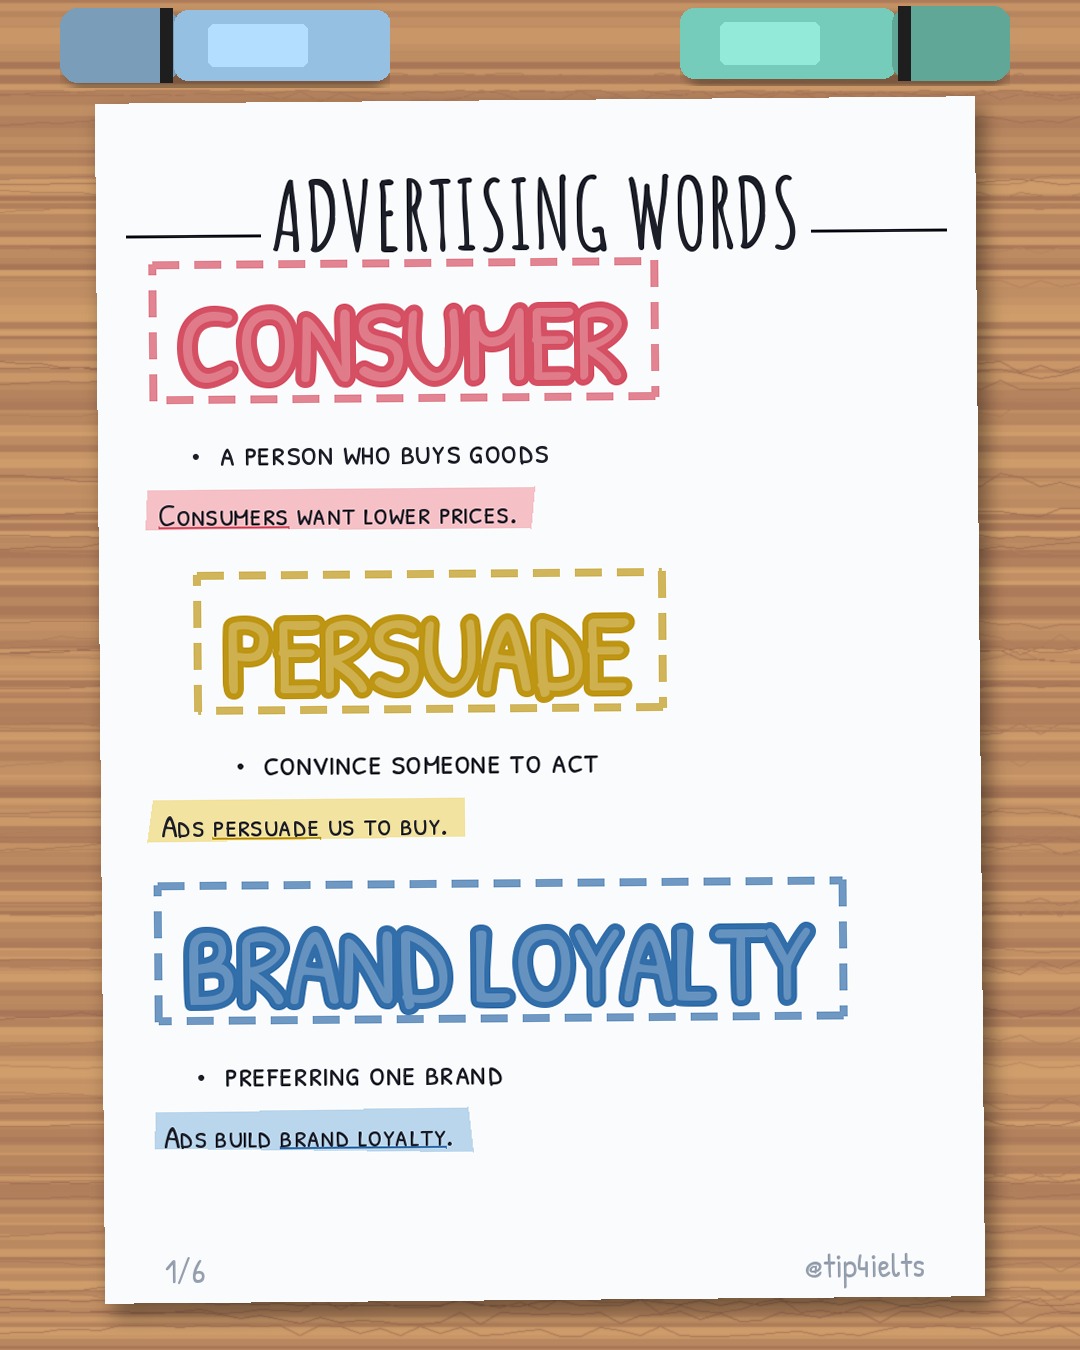 ADVERTISING WORDS
CONSUMER
• A PERSON WHO BUYS GOODS
CONSUMERS WANT LOWER PRICES.
PERSUADE
• CONVINCE SOMEONE TO ACT
ADS PERSUADE US TO BUY.
BRAND LOYALTY
• PREFERRING ONE BRAND
ADS BUILD BRAND LOYALTY.
1/6
@tip4ielts